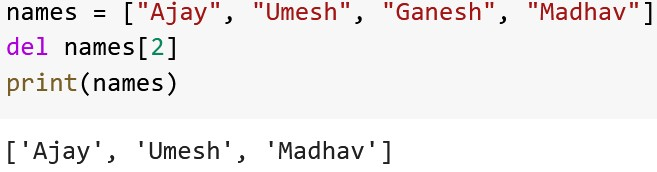 names = ["Ajay", "Umesh", "Ganesh", "Madhav"]
del names[2]
print(names)
['Ajay', 'Umesh', 'Madhav']